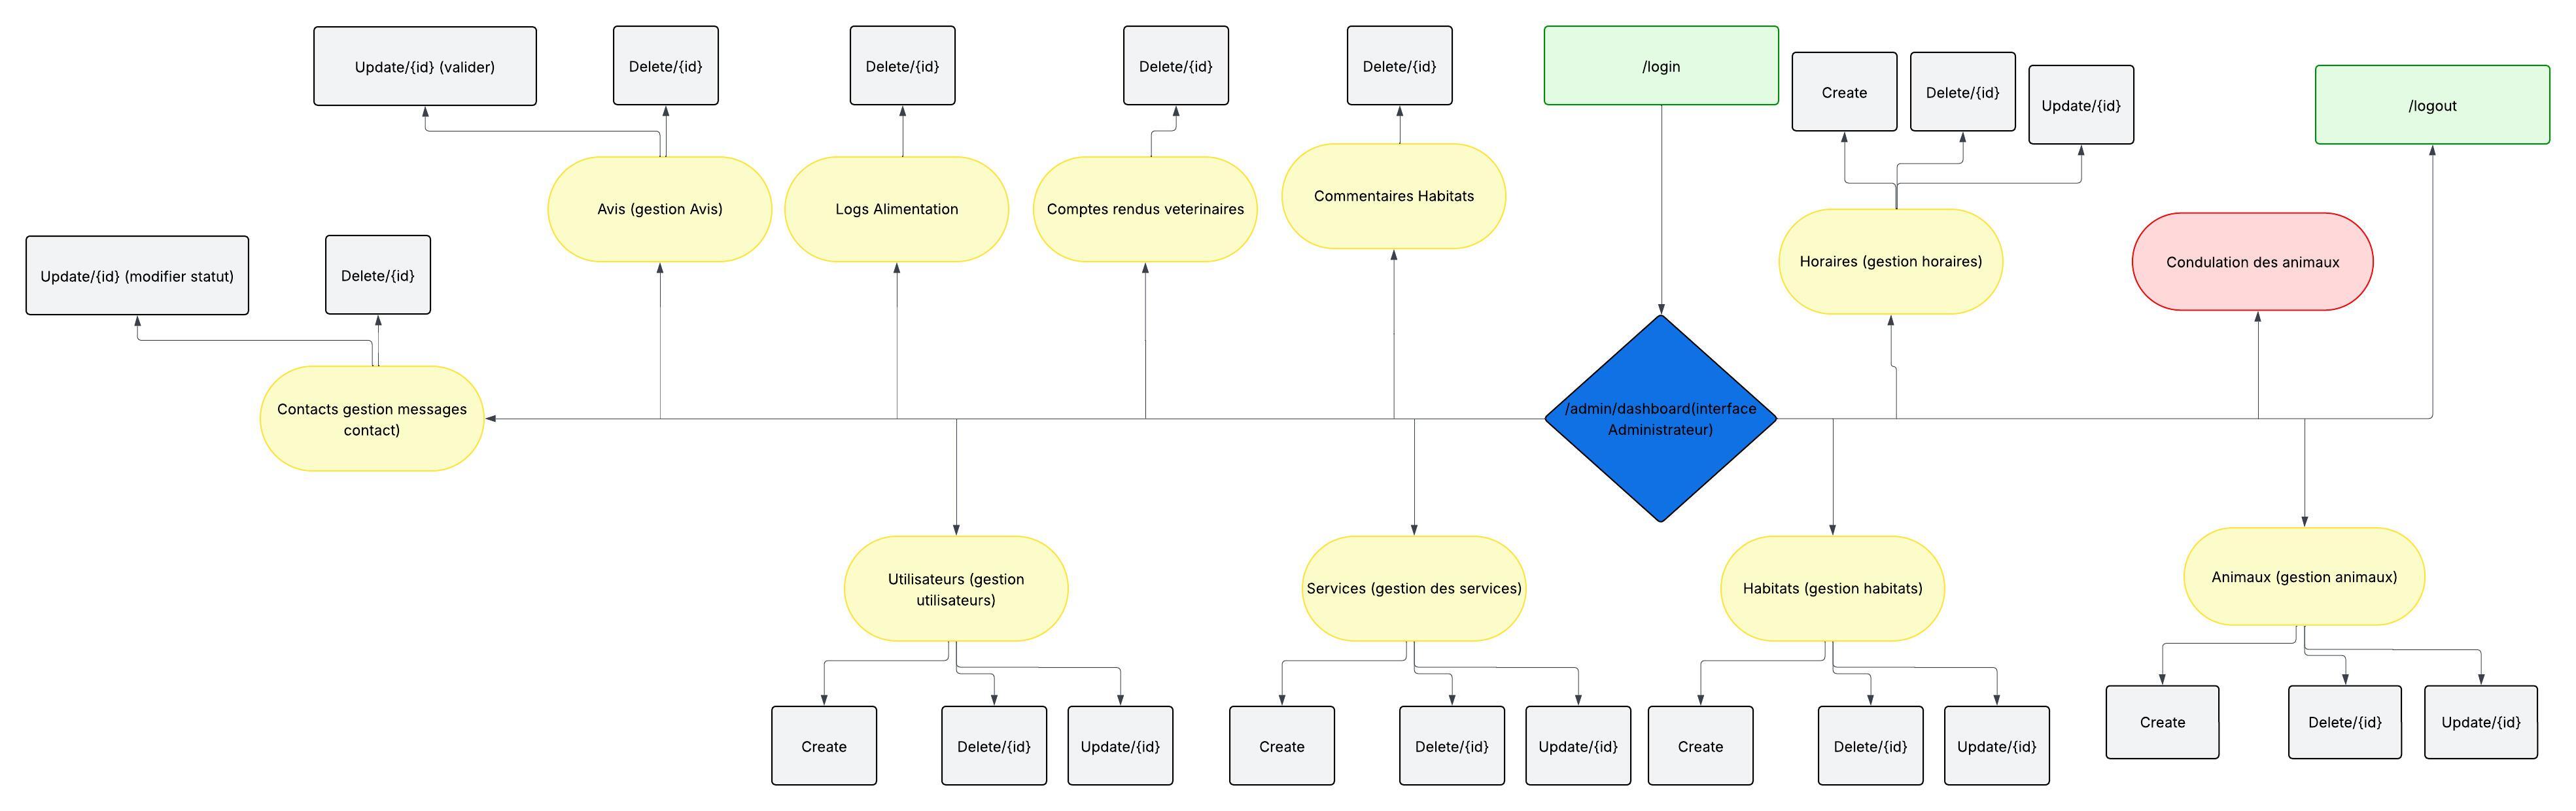 Update/{id} (valider)
Delete/{id}
Delete/{id}
Delete/{id}
Delete/{id}
/login
Create
Delete/{id}
Update/{id}
/logout
Avis (gestion Avis)
Logs Alimentation
Comptes rendus veterinaires
Commentaires Habitats
Horaires (gestion horaires)
Condulation des animaux
Update/{id} (modifier statut)
Delete/{id}
Contacts gestion messages
contact)
/admin/dashboard(interface
Administrateur)
Utilisateurs (gestion
utilisateurs)
Services (gestion des services)
Habitats (gestion habitats)
Animaux (gestion animaux)
Create
Delete/{id}
Update/{id}
Create
Delete/{id}
Update/{id}
Create
Delete/{id}
Update/{id}
Create
Delete/{id}
Update/{id}